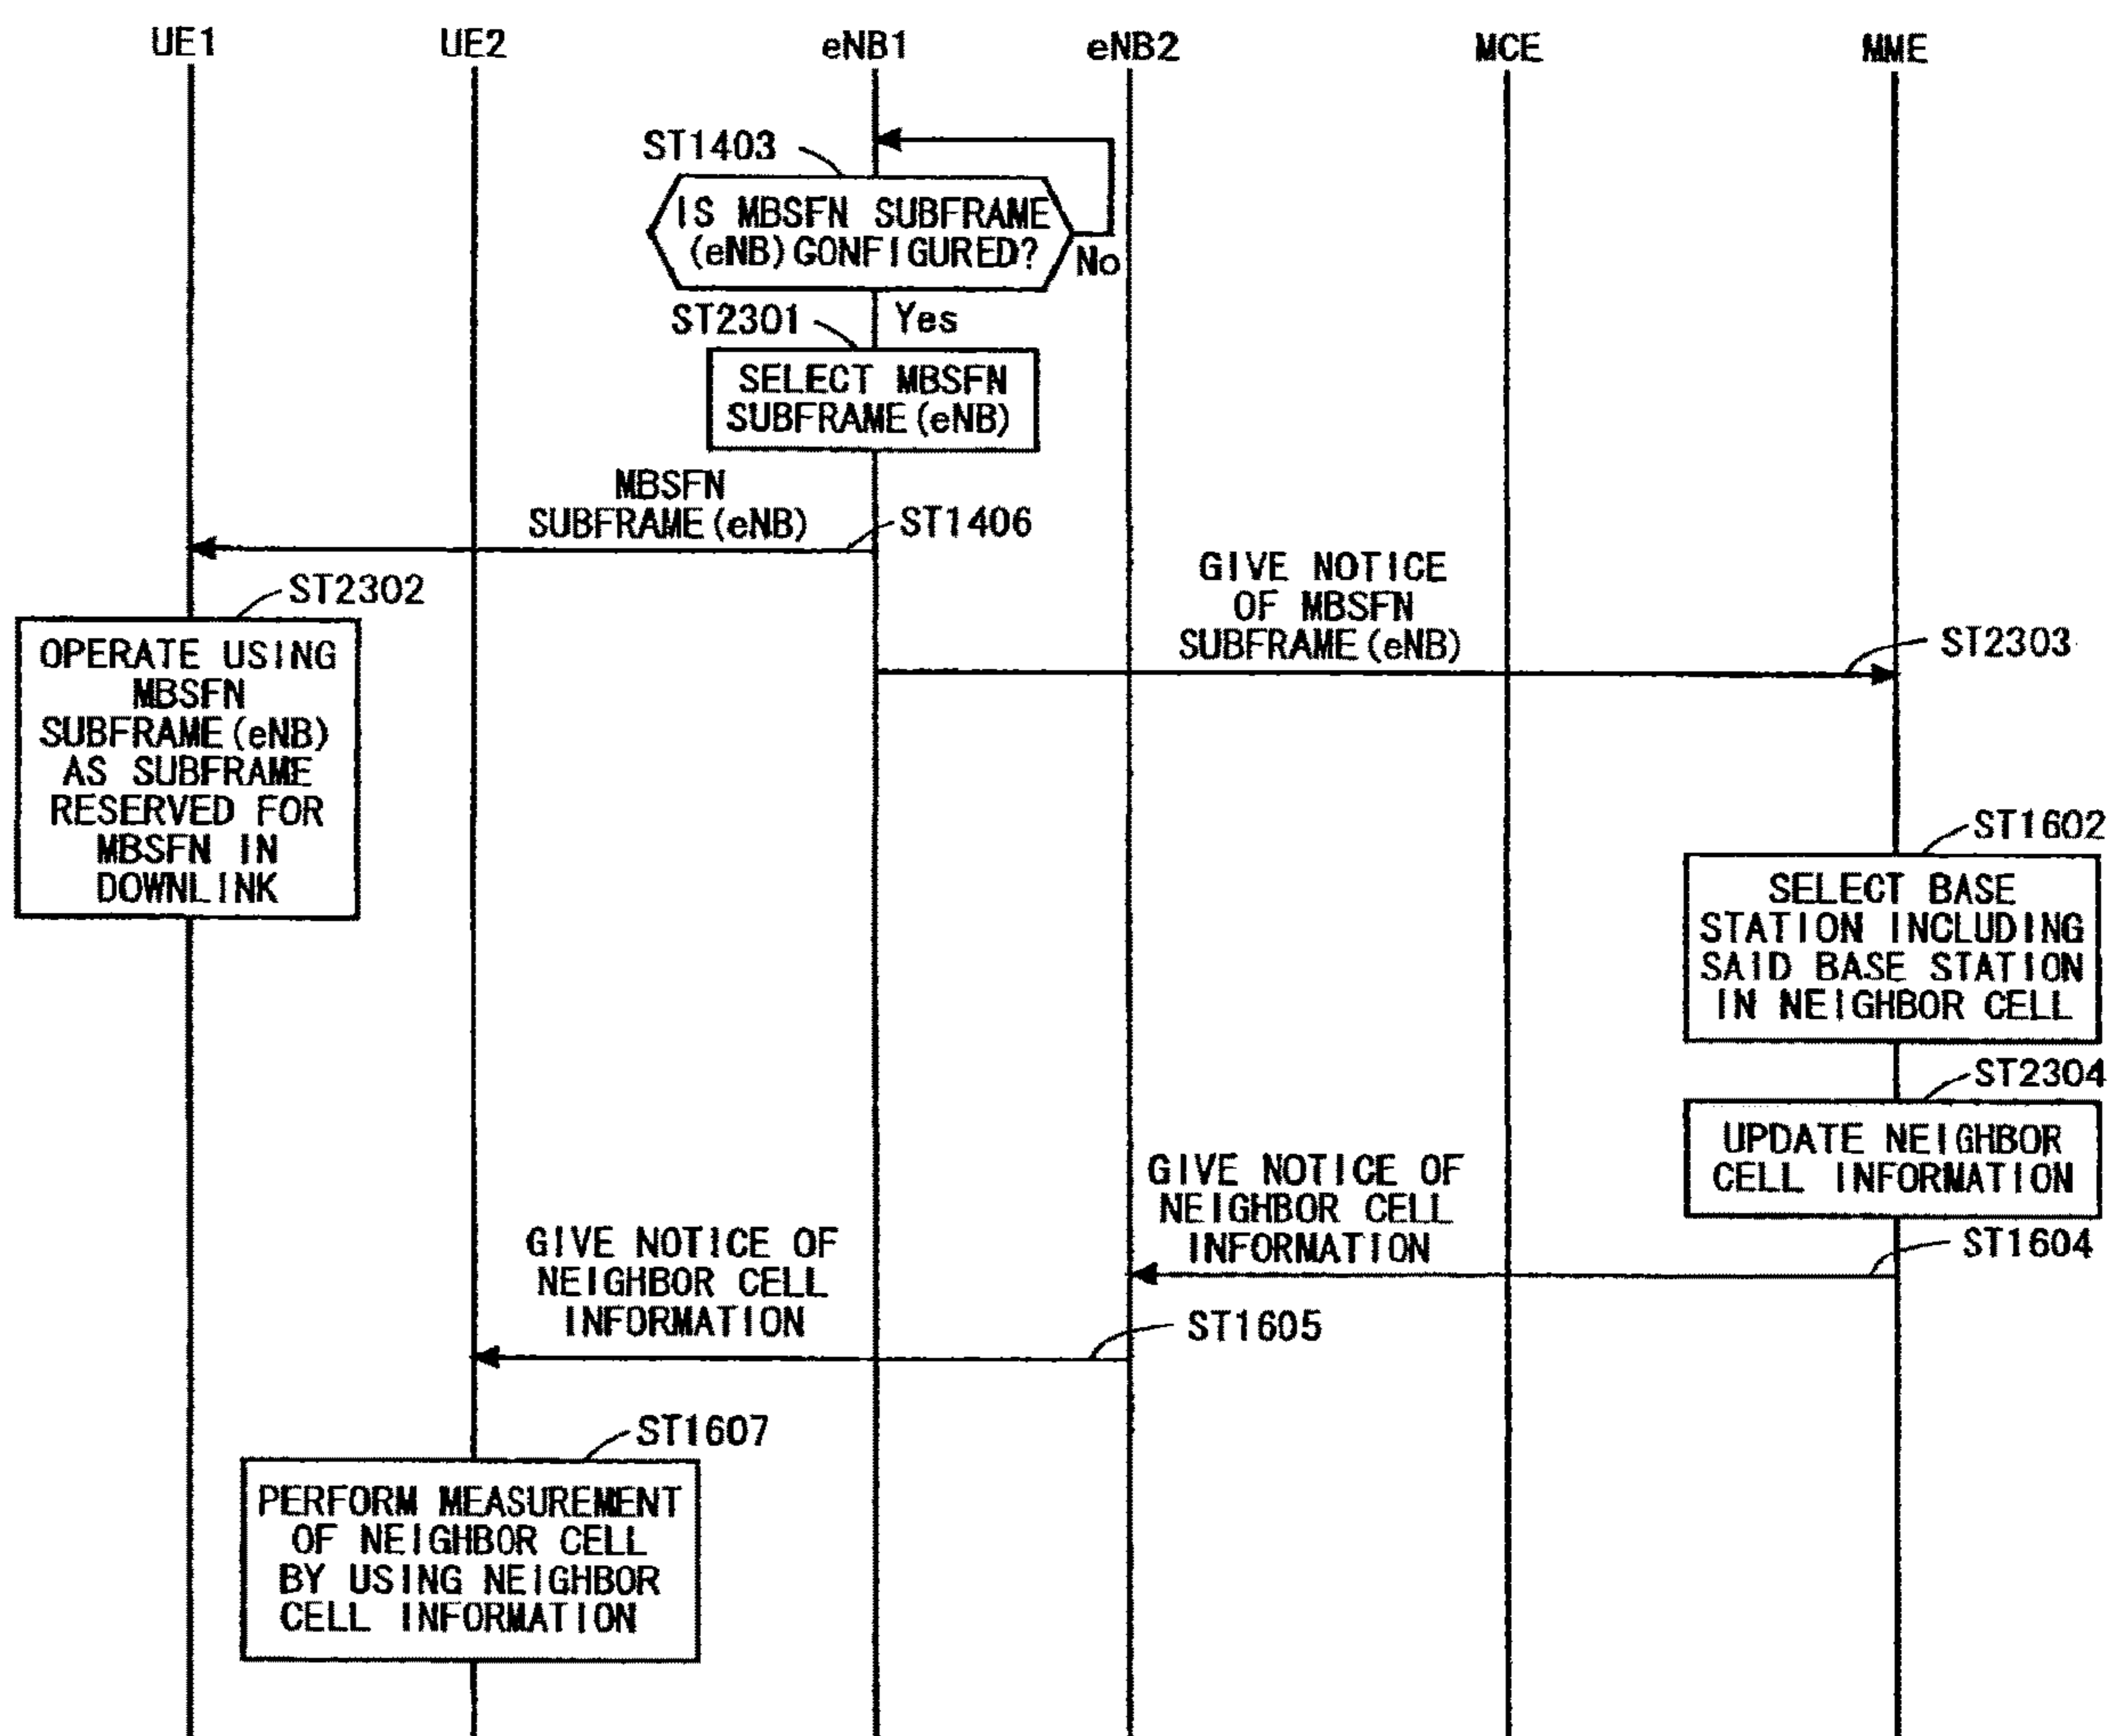 UE1
UE2
eNB1
eNB2
MCE
MME
ST1403
IS MBSFN SUBFRAME
(eNB) CONFIGURED?
No
ST2301
Yes
SELECT MBSFN
SUBFRAME (eNB)
MBSFN
SUBFRAME (eNB)
ST1406
ST2302
OPERATE USING
MBSFN
SUBFRAME (eNB)
AS SUBFRAME
RESERVED FOR
MBSFN IN
DOWNLINK
GIVE NOTICE
OF MBSFN
SUBFRAME (eNB)
ST2303
ST1602
SELECT BASE
STATION INCLUDING
SAID BASE STATION
IN NEIGHBOR CELL
ST2304
UPDATE NEIGHBOR
CELL INFORMATION
GIVE NOTICE OF
NEIGHBOR CELL
INFORMATION
ST1604
GIVE NOTICE OF
NEIGHBOR CELL
INFORMATION
ST1605
ST1607
PERFORM MEASUREMENT
OF NEIGHBOR CELL
BY USING NEIGHBOR
CELL INFORMATION